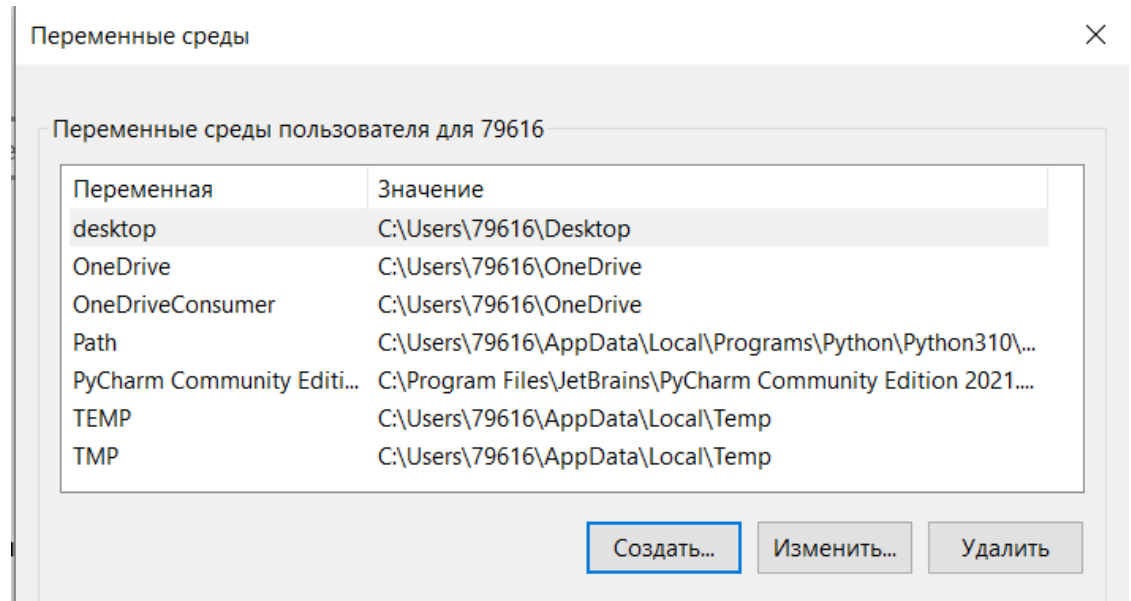 Переменные среды
Переменные среды пользователя для 79616
Переменная Значение
desktop C:\Users\79616\Desktop
OneDrive C:\Users\79616\OneDrive
OneDriveConsumer C:\Users\79616\OneDrive
Path C:\Users\79616\AppData\Local\Programs\Python\Python310\...
PyCharm Community Editi... C:\Program Files\JetBrains\PyCharm Community Edition 2021....
TEMP C:\Users\79616\AppData\Local\Temp
TMP C:\Users\79616\AppData\Local\Temp
Создать... Изменить... Удалить